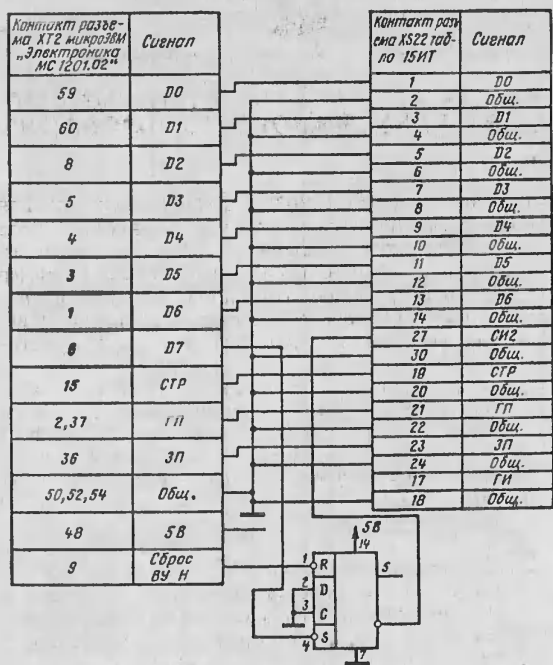 Контакт разъе-
ма XT2 микроЭВМ
„Электроника
МС 1201.02"
Сигнал
59 D0
60 D1
8 D2
5 D3
4 D4
3 D5
1 D6
6 D7
15 СТР
2,37 ГП
36 ЗП
50,52,54 Общ.
48 5В
9 Сброс
ВУ Н
Контакт разъ-
ема XS22 таб-
ло 15ИТ
Сигнал
1 D0
2 Общ.
3 D1
4 Общ.
5 D2
6 Общ.
7 D3
8 Общ.
9 D4
10 Общ.
11 D5
12 Общ.
13 D6
14 Общ.
27 СИ2
30 Общ.
19 СТР
20 Общ.
21 ГП
22 Общ.
23 ЗП
24 Общ.
17 ГИ
18 Общ.
5В
14
1 R
2 D
3 C
4 S
5
7